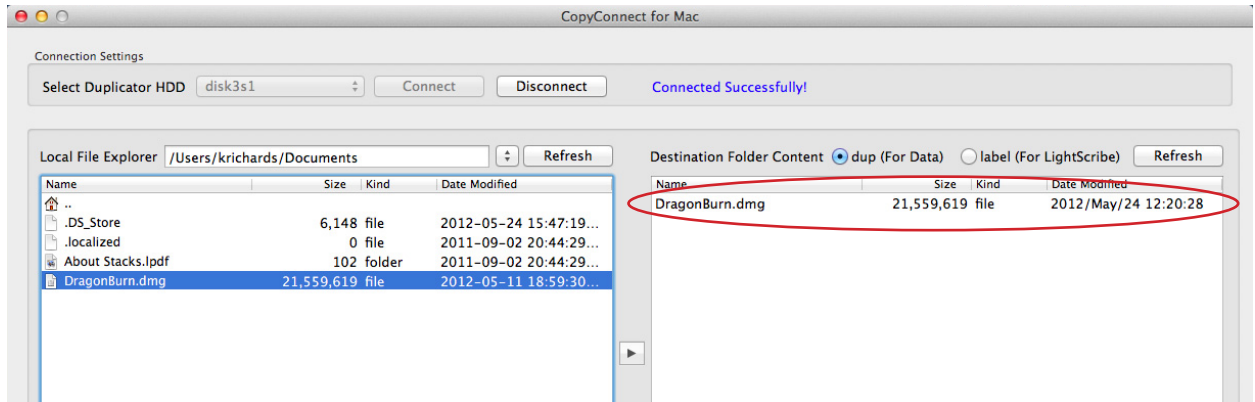 CopyConnect for Mac
Connection Settings
Select Duplicator HDD disk3s1 Connect Disconnect Connected Successfully!
Local File Explorer /Users/krichards/Documents Refresh
Name Size Kind Date Modified
..
.DS_Store 6,148 file 2012-05-24 15:47:19...
.localized 0 file 2011-09-02 20:44:29...
About Stacks.lpdf 102 folder 2011-09-02 20:44:29...
DragonBurn.dmg 21,559,619 file 2012-05-11 18:59:30...
Destination Folder Content dup (For Data) label (For LightScribe) Refresh
Name Size Kind Date Modified
DragonBurn.dmg 21,559,619 file 2012/May/24 12:20:28